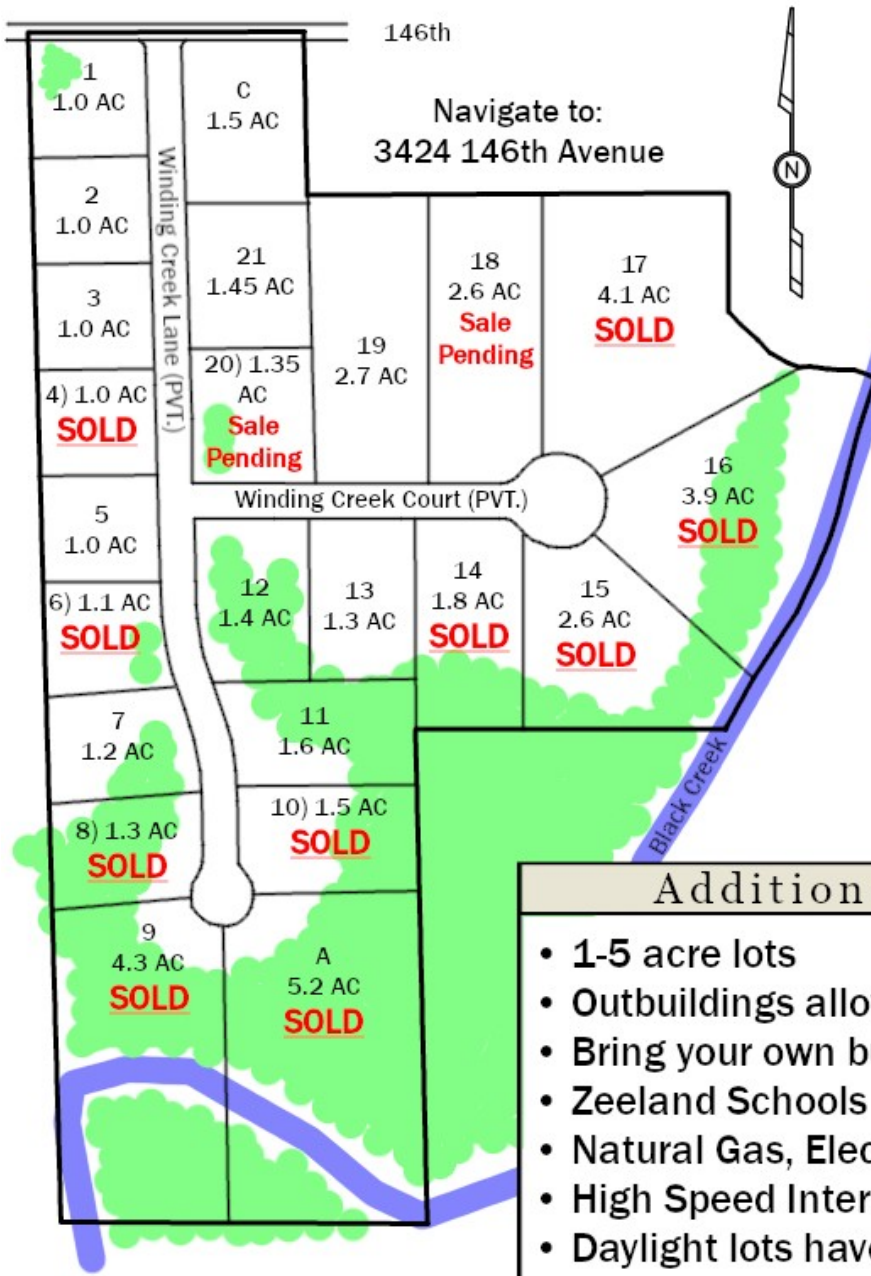 146th
Navigate to:
3424 146th Avenue
N
1
1.0 AC
C
1.5 AC
2
1.0 AC
Winding Creek Lane (PVT.)
21
1.45 AC
3
1.0 AC
19
2.7 AC
18
2.6 AC
Sale
Pending
17
4.1 AC
SOLD
4) 1.0 AC
SOLD
20) 1.35
AC
Sale
Pending
Winding Creek Court (PVT.)
16
3.9 AC
SOLD
5
1.0 AC
6) 1.1 AC
SOLD
12
1.4 AC
13
1.3 AC
14
1.8 AC
SOLD
15
2.6 AC
SOLD
7
1.2 AC
11
1.6 AC
8) 1.3 AC
SOLD
10) 1.5 AC
SOLD
Black Creek
9
4.3 AC
SOLD
A
5.2 AC
SOLD
Addition
• 1-5 acre lots
• Outbuildings allo
• Bring your own b
• Zeeland Schools
• Natural Gas, Elec
• High Speed Inter
• Daylight lots have